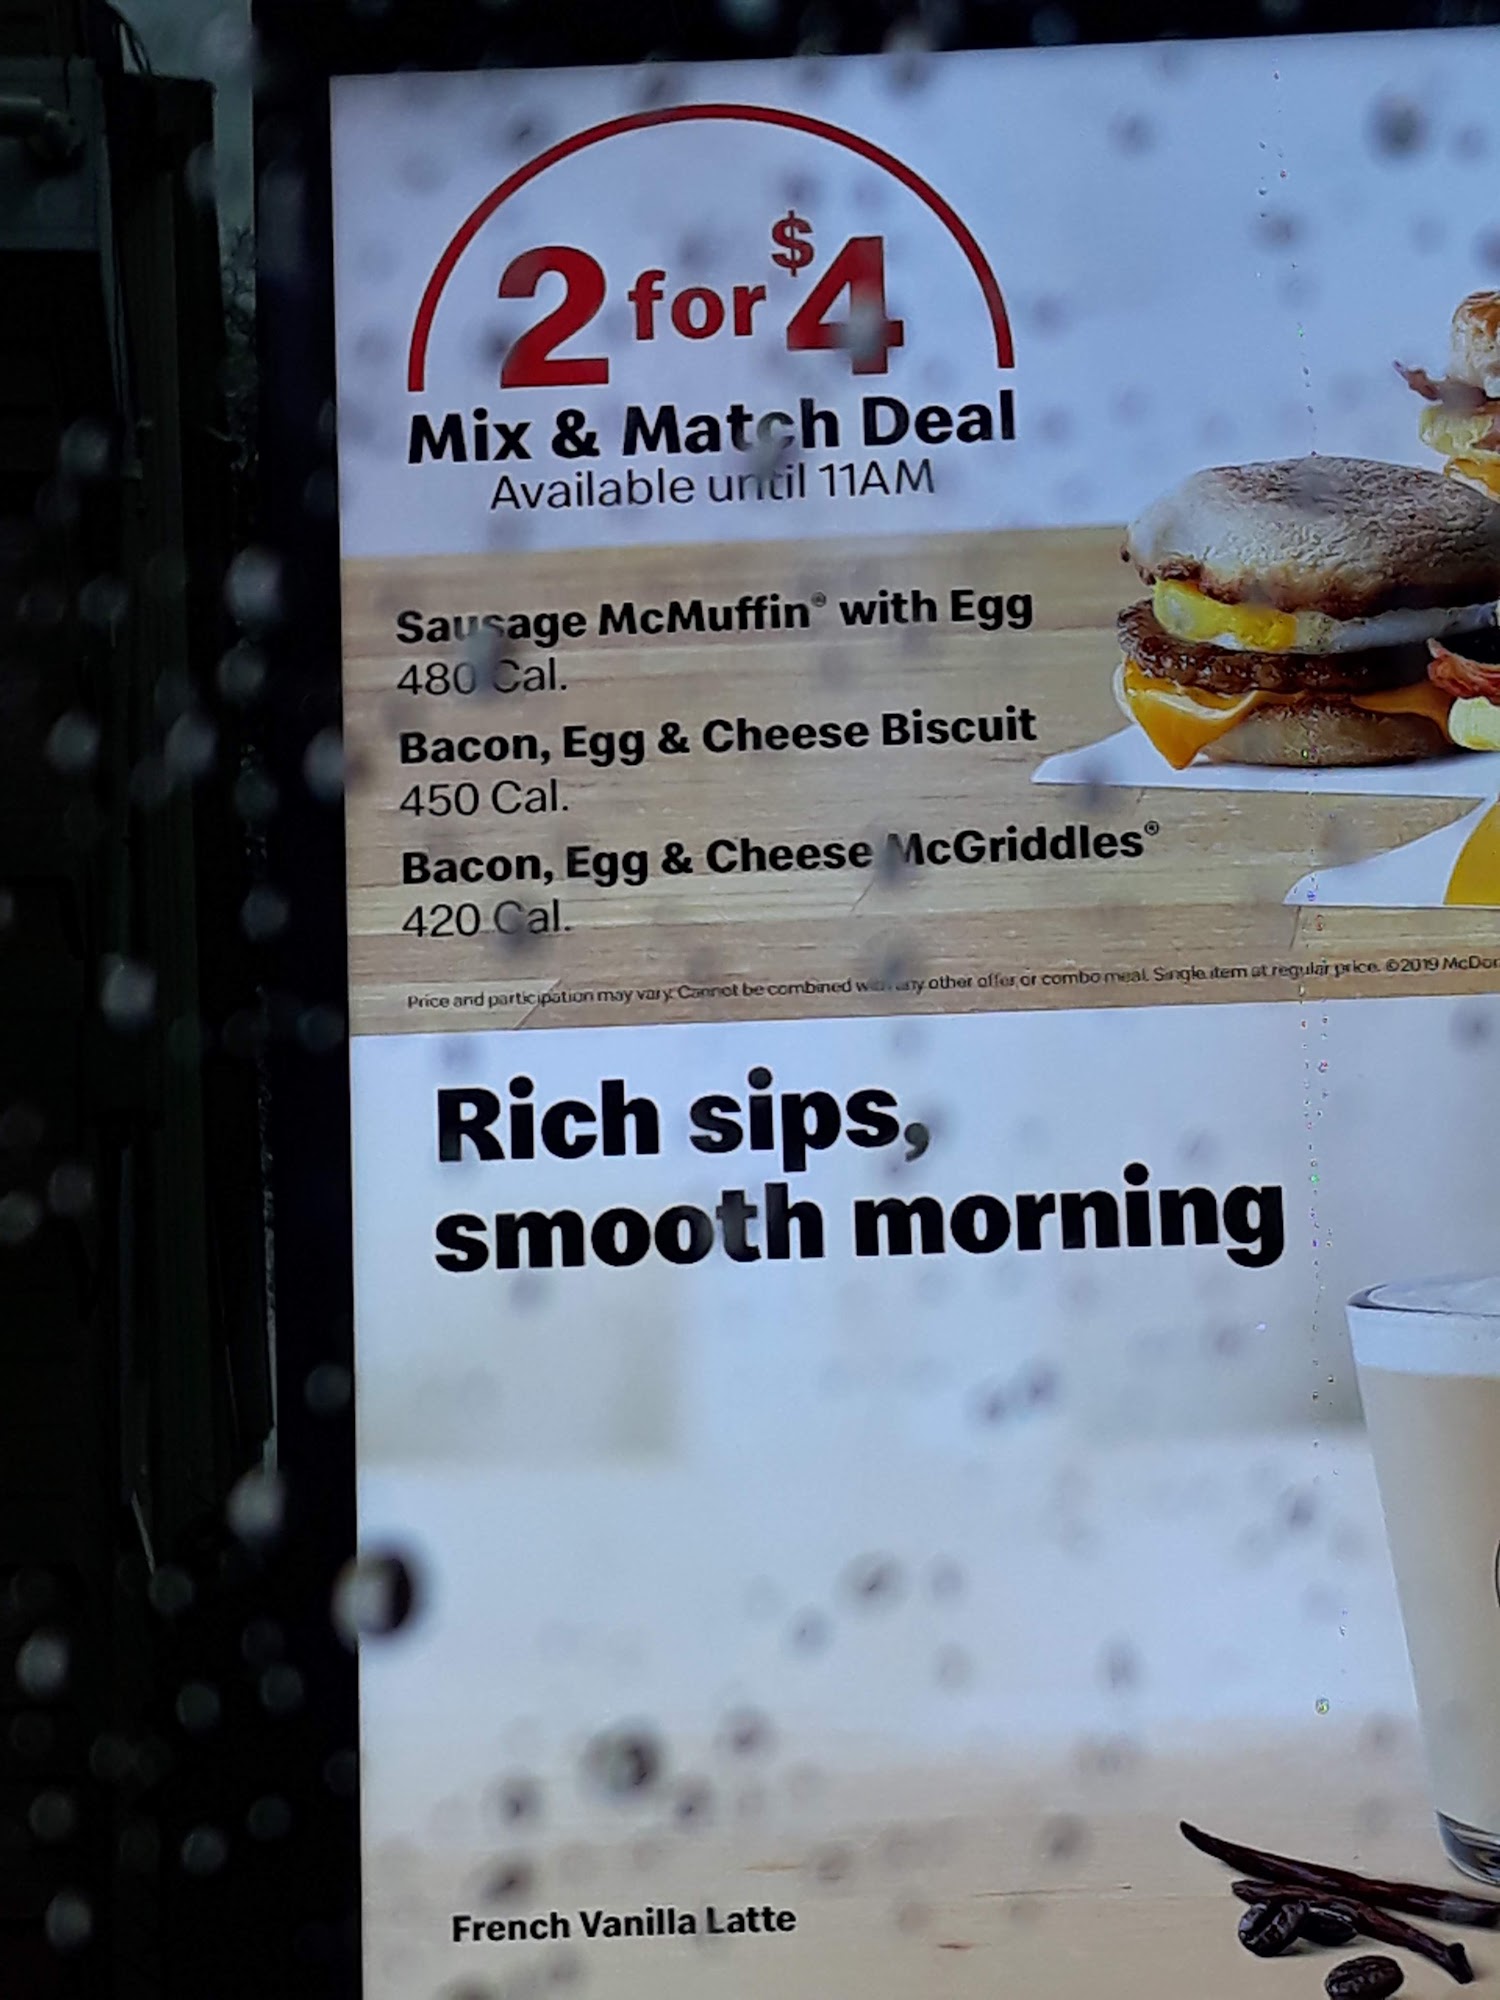 2 for $4
Mix & Match Deal
Available until 11AM
Sausage McMuffin® with Egg
480 Cal.
Bacon, Egg & Cheese Biscuit
450 Cal.
Bacon, Egg & Cheese McGriddles®
420 Cal.
Price and participation may vary. Cannot be combined with any other offer or combo meal. Single item at regular price. ©2019 McDon
Rich sips,
smooth morning
French Vanilla Latte